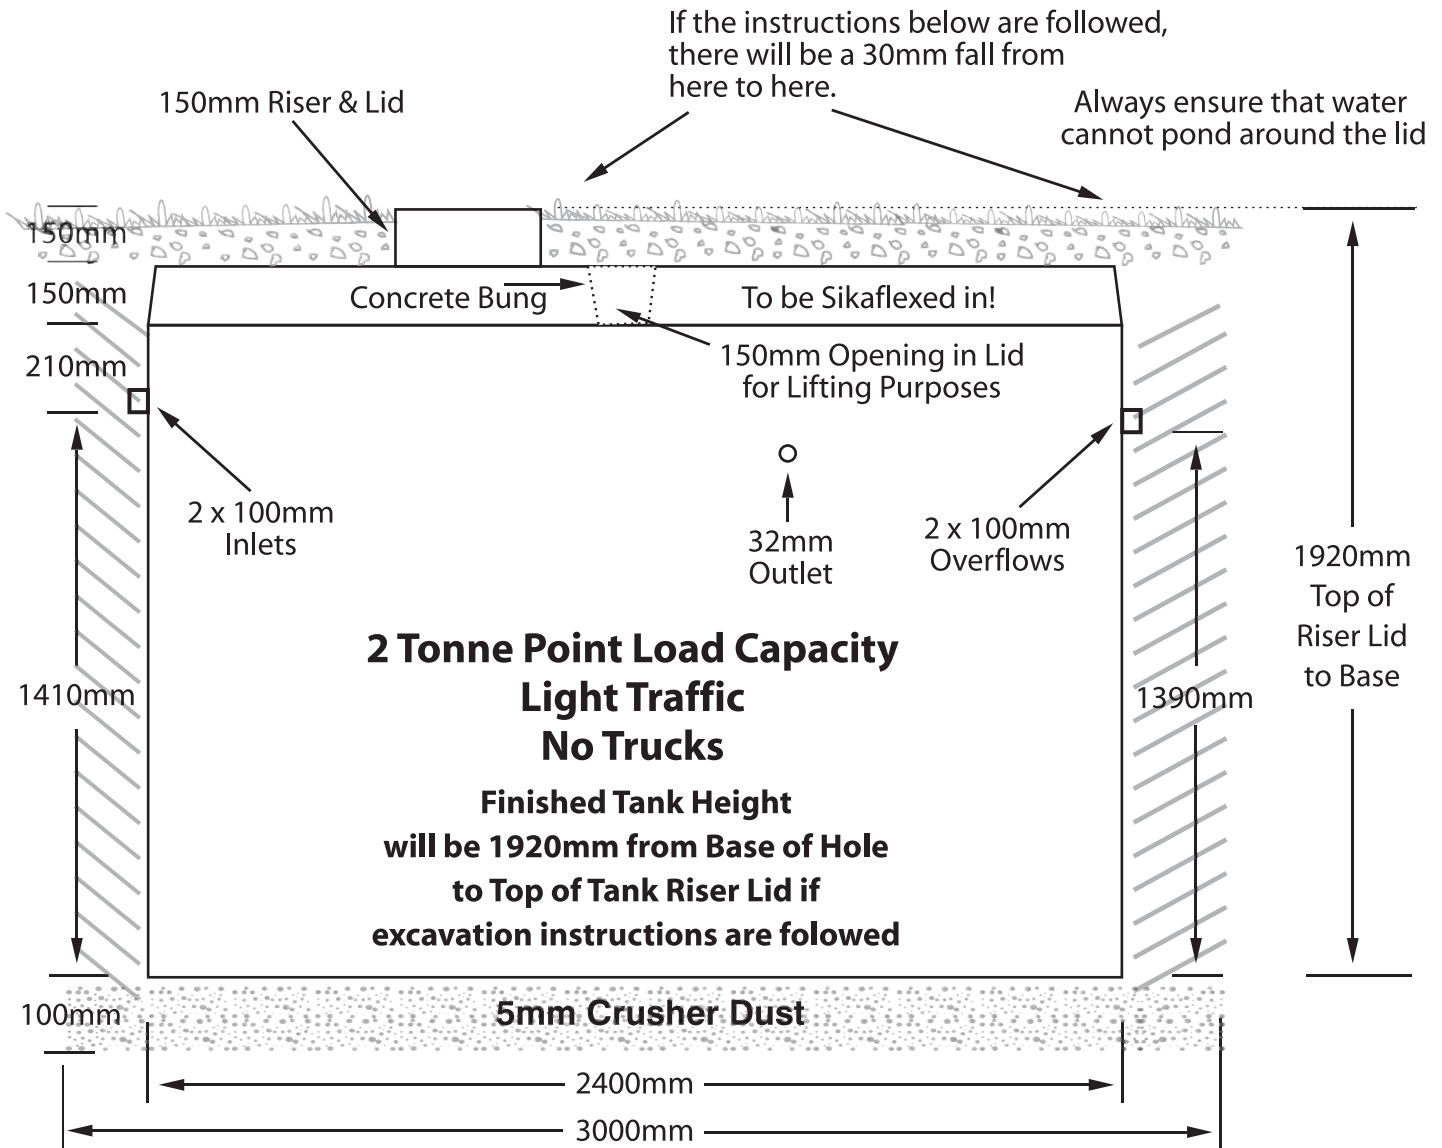 If the instructions below are followed,
there will be a 30mm fall from
here to here.
150mm Riser & Lid
Always ensure that water
cannot pond around the lid
150mm
150mm
Concrete Bung
To be Sikaflexed in!
210mm
150mm Opening in Lid
for Lifting Purposes
2 x 100mm
Inlets
32mm
Outlet
2 x 100mm
Overflows
1920mm
Top of
Riser Lid
to Base
2 Tonne Point Load Capacity
Light Traffic
No Trucks
1410mm
1390mm
Finished Tank Height
will be 1920mm from Base of Hole
to Top of Tank Riser Lid if
excavation instructions are folowed
100mm
5mm Crusher Dust
2400mm
3000mm